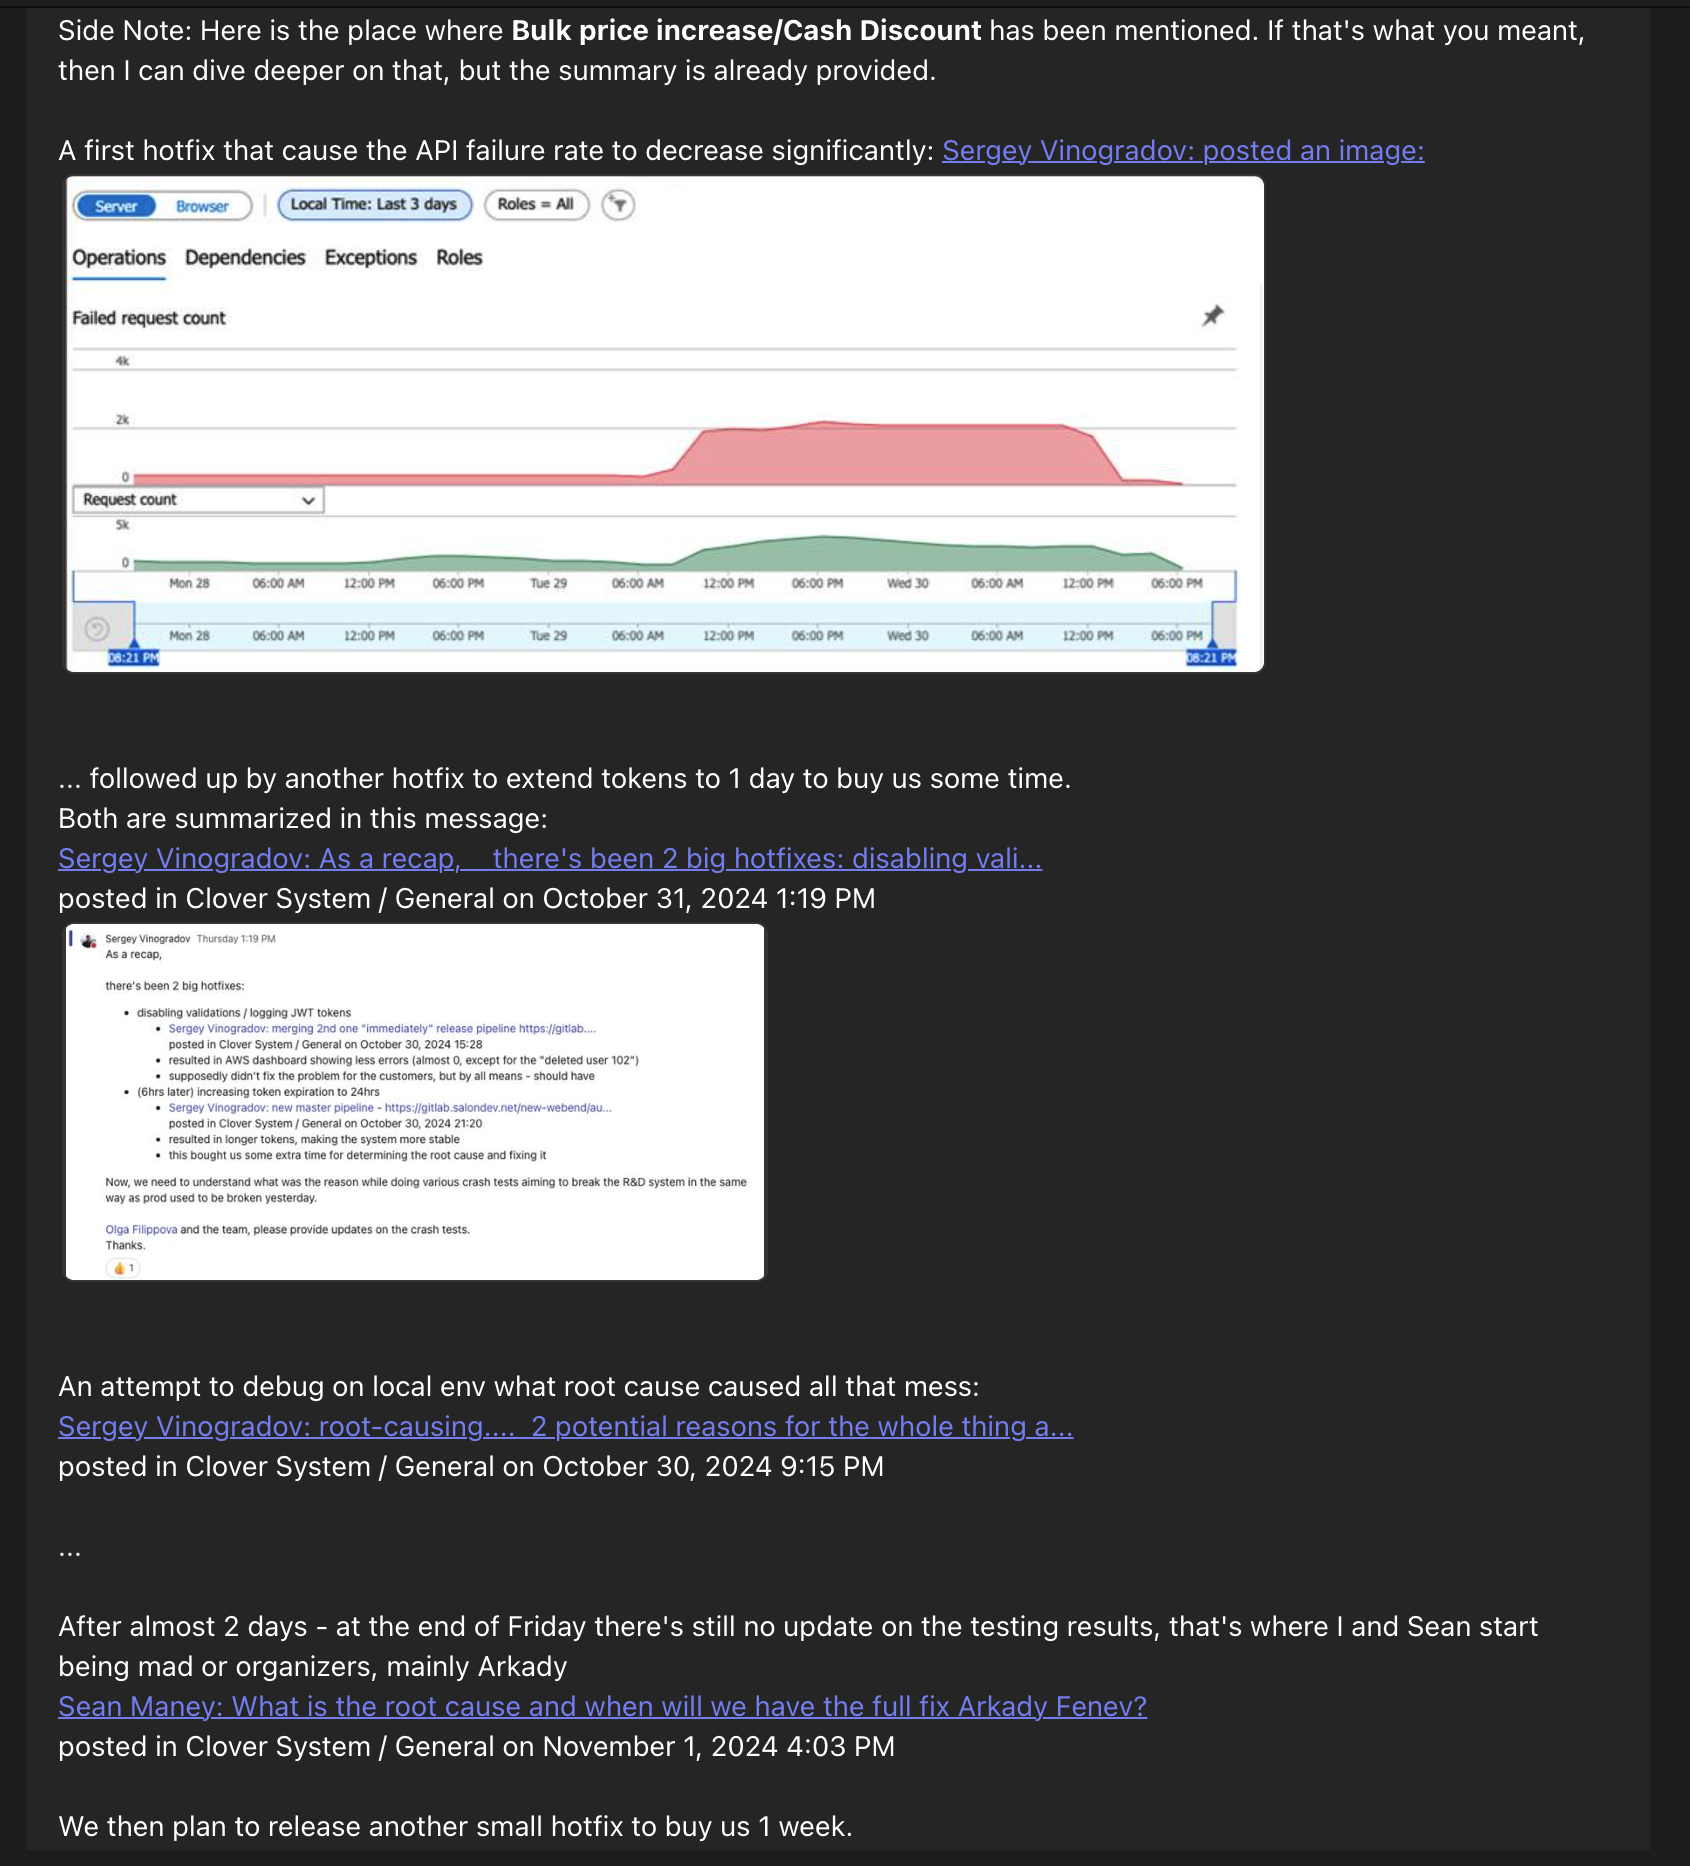 Side Note: Here is the place where Bulk price increase/Cash Discount has been mentioned. If that's what you meant,
then I can dive deeper on that, but the summary is already provided.
A first hotfix that cause the API failure rate to decrease significantly: Sergey Vinogradov: posted an image:
Server Browser Local Time: Last 3 days Roles = All
Operations Dependencies Exceptions Roles
Failed request count
4k
2k
0
Request count
5k
0
Mon 28 06:00 AM 12:00 PM 06:00 PM Tue 29 06:00 AM 12:00 PM 06:00 PM Wed 30 06:00 AM 12:00 PM 06:00 PM
Mon 28 06:00 AM 12:00 PM 06:00 PM Tue 29 06:00 AM 12:00 PM 06:00 PM Wed 30 06:00 AM 12:00 PM 06:00 PM
08:21 PM 08:21 PM
... followed up by another hotfix to extend tokens to 1 day to buy us some time.
Both are summarized in this message:
Sergey Vinogradov: As a recap, there's been 2 big hotfixes: disabling vali...
posted in Clover System / General on October 31, 2024 1:19 PM
Sergey Vinogradov Thursday 1:19 PM
As a recap,
there's been 2 big hotfixes:
• disabling validations / logging JWT tokens
• Sergey Vinogradov: merging 2nd one "immediately" release pipeline https://gitlab....
posted in Clover System / General on October 30, 2024 15:28
• resulted in AWS dashboard showing less errors (almost 0, except for the "deleted user 102")
• supposedly didn't fix the problem for the customers, but by all means - should have
• (6hrs later) increasing token expiration to 24hrs
• Sergey Vinogradov: new master pipeline - https://gitlab.salondev.net/new-webend/au...
posted in Clover System / General on October 30, 2024 21:20
• resulted in longer tokens, making the system more stable
• this bought us some extra time for determining the root cause and fixing it
Now, we need to understand what was the reason while doing various crash tests aiming to break the R&D system in the same
way as prod used to be broken yesterday.
Olga Filippova and the team, please provide updates on the crash tests.
Thanks.
👍 1
An attempt to debug on local env what root cause caused all that mess:
Sergey Vinogradov: root-causing.... 2 potential reasons for the whole thing a...
posted in Clover System / General on October 30, 2024 9:15 PM
...
After almost 2 days - at the end of Friday there's still no update on the testing results, that's where I and Sean start
being mad or organizers, mainly Arkady
Sean Maney: What is the root cause and when will we have the full fix Arkady Fenev?
posted in Clover System / General on November 1, 2024 4:03 PM
We then plan to release another small hotfix to buy us 1 week.